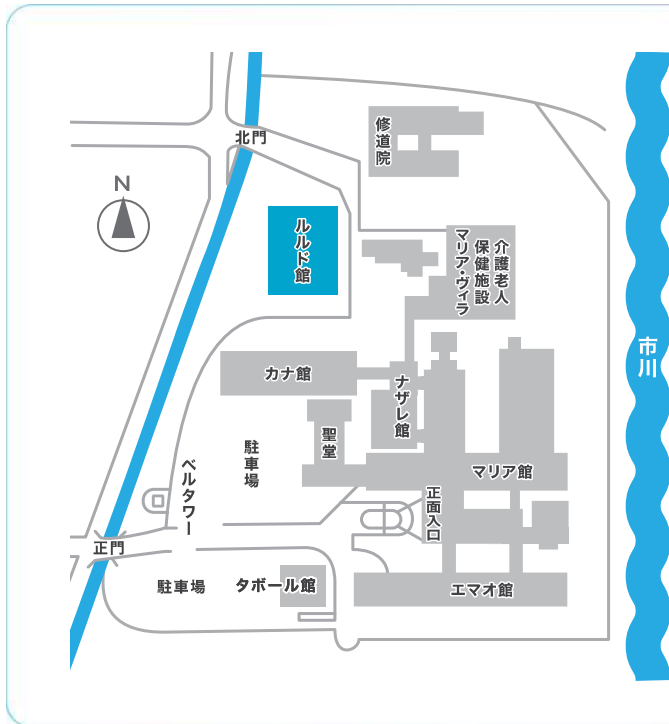 北門
修道院
N
ルルド館
介護老人
保健施設
マリア・ヴィラ
市川
カナ館
ナザレ館
聖堂
駐車場
ベルタワー
マリア館
正面入口
正門
駐車場
タボール館
エマオ館